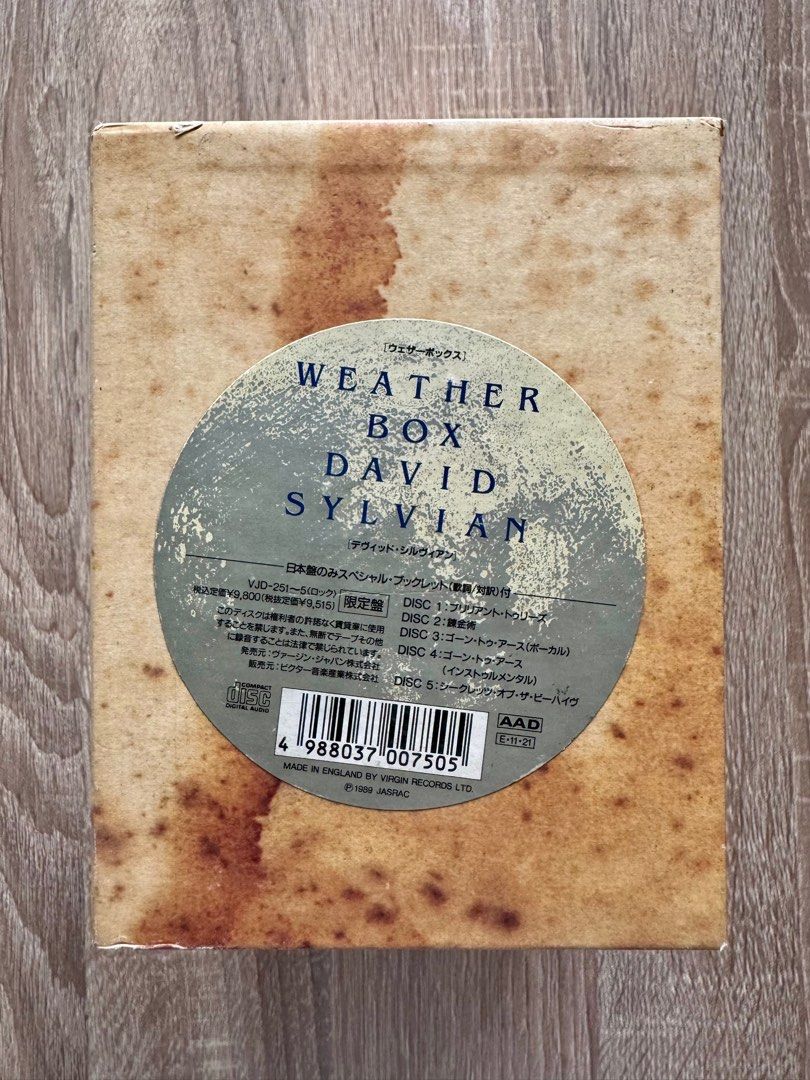 [ウェザーボックス]
WEATHER
BOX
DAVID
SYLVIAN
[デヴィッド・シルヴィアン]
日本盤のみスペシャル・ブックレット(歌詞/対訳)付
VJD-251〜5(ロック)
税込定価¥9,800(税抜定価¥9,515)
限定盤
このディスクは権利者の許諾なく賃貸業に使用
することを禁じます。また、無断でテープその他
に録音することは法律で禁じられています。
発売元:ヴァージン・ジャパン株式会社
販売元:ビクター音楽産業株式会社
DISC 1:ブリリアント・トゥリーズ
DISC 2:錬金術
DISC 3:ゴーン・トゥ・アース(ボーカル)
DISC 4:ゴーン・トゥ・アース
(インストゥルメンタル)
DISC 5:シークレッツ・オブ・ザ・ビーハイヴ
COMPACT
disc
DIGITAL AUDIO
4 988037 007505
AAD
E・11・21
MADE IN ENGLAND BY VIRGIN RECORDS LTD.
Ⓟ1989 JASRAC